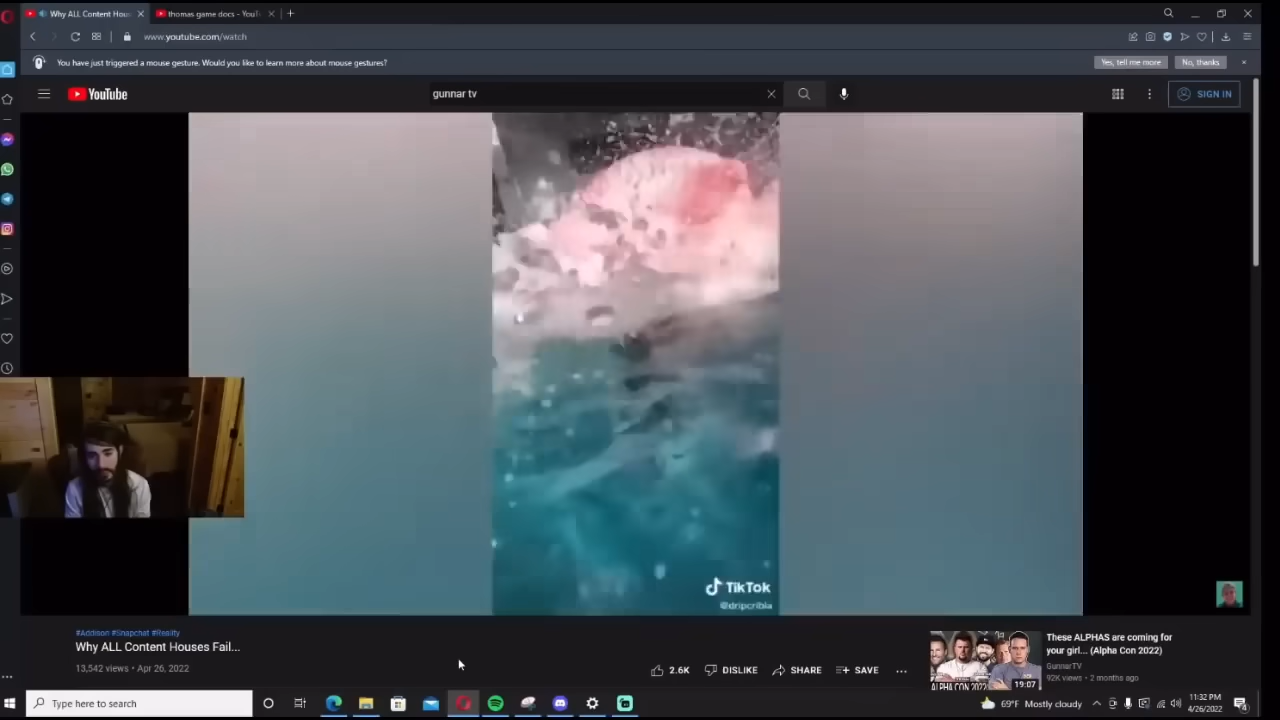 Why ALL Content Hous
thomas game docs - YouT
www.youtube.com/watch
You have just triggered a mouse gesture. Would you like to learn more about mouse gestures?
Yes, tell me more
No, thanks
YouTube
gunnar tv
SIGN IN
TikTok
@dripcribla
#Addison #Snapchat #Reality
Why ALL Content Houses Fail...
13,542 views • Apr 26, 2022
2.6K
DISLIKE
SHARE
SAVE
ALPHA CON 2022
19:07
These ALPHAS are coming for
your girl... (Alpha Con 2022)
GunnarTV
92K views • 2 months ago
Type here to search
69°F Mostly cloudy
11:32 PM
4/26/2022